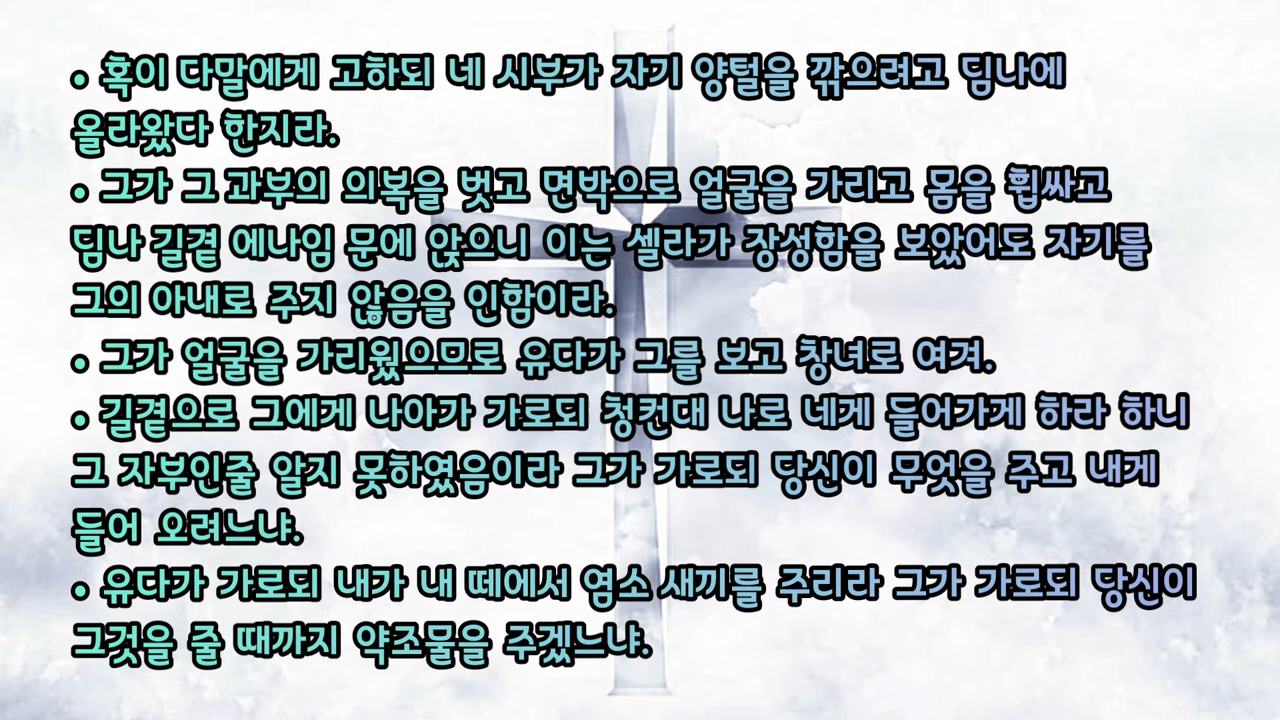 • 혹이 다말에게 고하되 네 시부가 자기 양털을 깎으려고 딤나에
올라왔다 한지라.
• 그가 그 과부의 의복을 벗고 면박으로 얼굴을 가리고 몸을 휩싸고
딤나 길곁 에나임 문에 앉으니 이는 셀라가 장성함을 보았어도 자기를
그의 아내로 주지 않음을 인함이라.
• 그가 얼굴을 가리웠으므로 유다가 그를 보고 창녀로 여겨.
• 길곁으로 그에게 나아가 가로되 청컨대 나로 네게 들어가게 하라 하니
그 자부인줄 알지 못하였음이라 그가 가로되 당신이 무엇을 주고 내게
들어 오려느냐.
• 유다가 가로되 내가 내 떼에서 염소 새끼를 주리라 그가 가로되 당신이
그것을 줄 때까지 약조물을 주겠느냐.